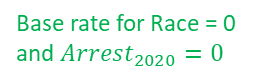 Base rate for Race = 0
and Arrest₂₀₂₀ = 0